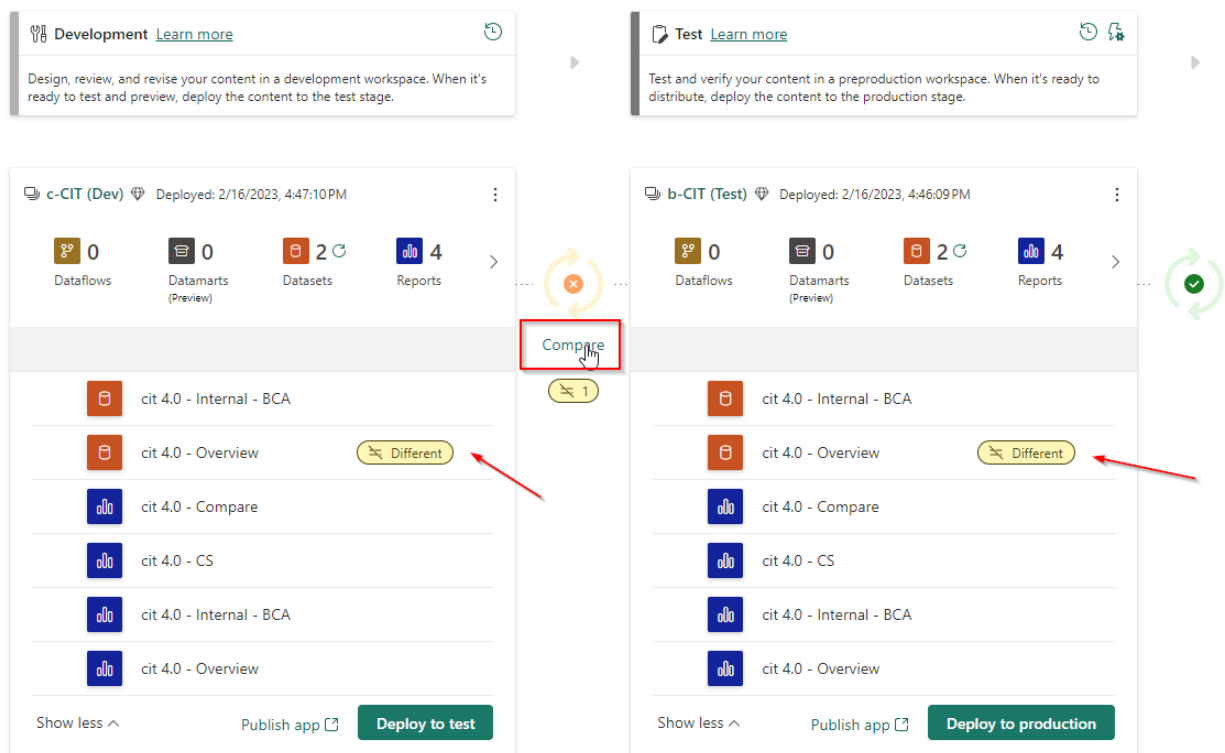 Development Learn more
Design, review, and revise your content in a development workspace. When it's
ready to test and preview, deploy the content to the test stage.
Test Learn more
Test and verify your content in a preproduction workspace. When it's ready to
distribute, deploy the content to the production stage.
c-CIT (Dev) Deployed: 2/16/2023, 4:47:10 PM
0 0 2 4
Dataflows Datamarts Datasets Reports
(Preview)
Compare
1
cit 4.0 - Internal - BCA
cit 4.0 - Overview Different
cit 4.0 - Compare
cit 4.0 - CS
cit 4.0 - Internal - BCA
cit 4.0 - Overview
Show less Publish app Deploy to test
b-CIT (Test) Deployed: 2/16/2023, 4:46:09 PM
0 0 2 4
Dataflows Datamarts Datasets Reports
(Preview)
cit 4.0 - Internal - BCA
cit 4.0 - Overview Different
cit 4.0 - Compare
cit 4.0 - CS
cit 4.0 - Internal - BCA
cit 4.0 - Overview
Show less Publish app Deploy to production